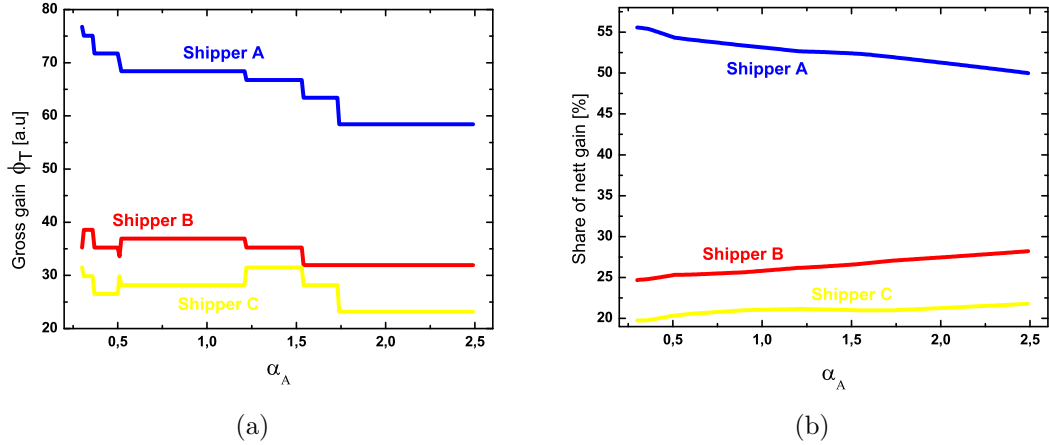 80
70
60
50
40
30
20
Gross gain ϕT [a.u]
Shipper A
Shipper B
Shipper C
0,5 1,0 1,5 2,0 2,5
αA
(a)
55
50
45
40
35
30
25
20
Share of nett gain [%]
Shipper A
Shipper B
Shipper C
0,5 1,0 1,5 2,0 2,5
αA
(b)